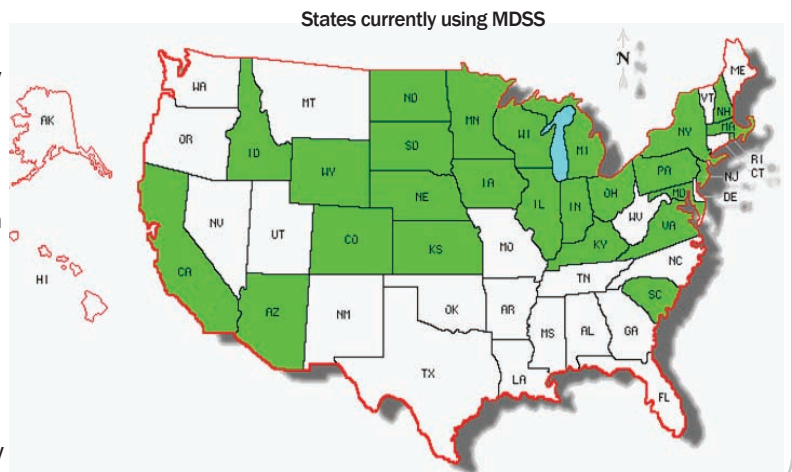 States currently using MDSS
N
ME
WA
MT
ND
MN
VT
NH
AK
OR
ID
SD
WI
MI
NY
MA
WY
RI
CT
IA
PA
NJ
NE
OH
MD
DE
NV
UT
IL
IN
WV
VA
CO
KS
MO
KY
CA
NC
HI
TN
AZ
NM
OK
AR
SC
MS
AL
GA
TX
LA
FL